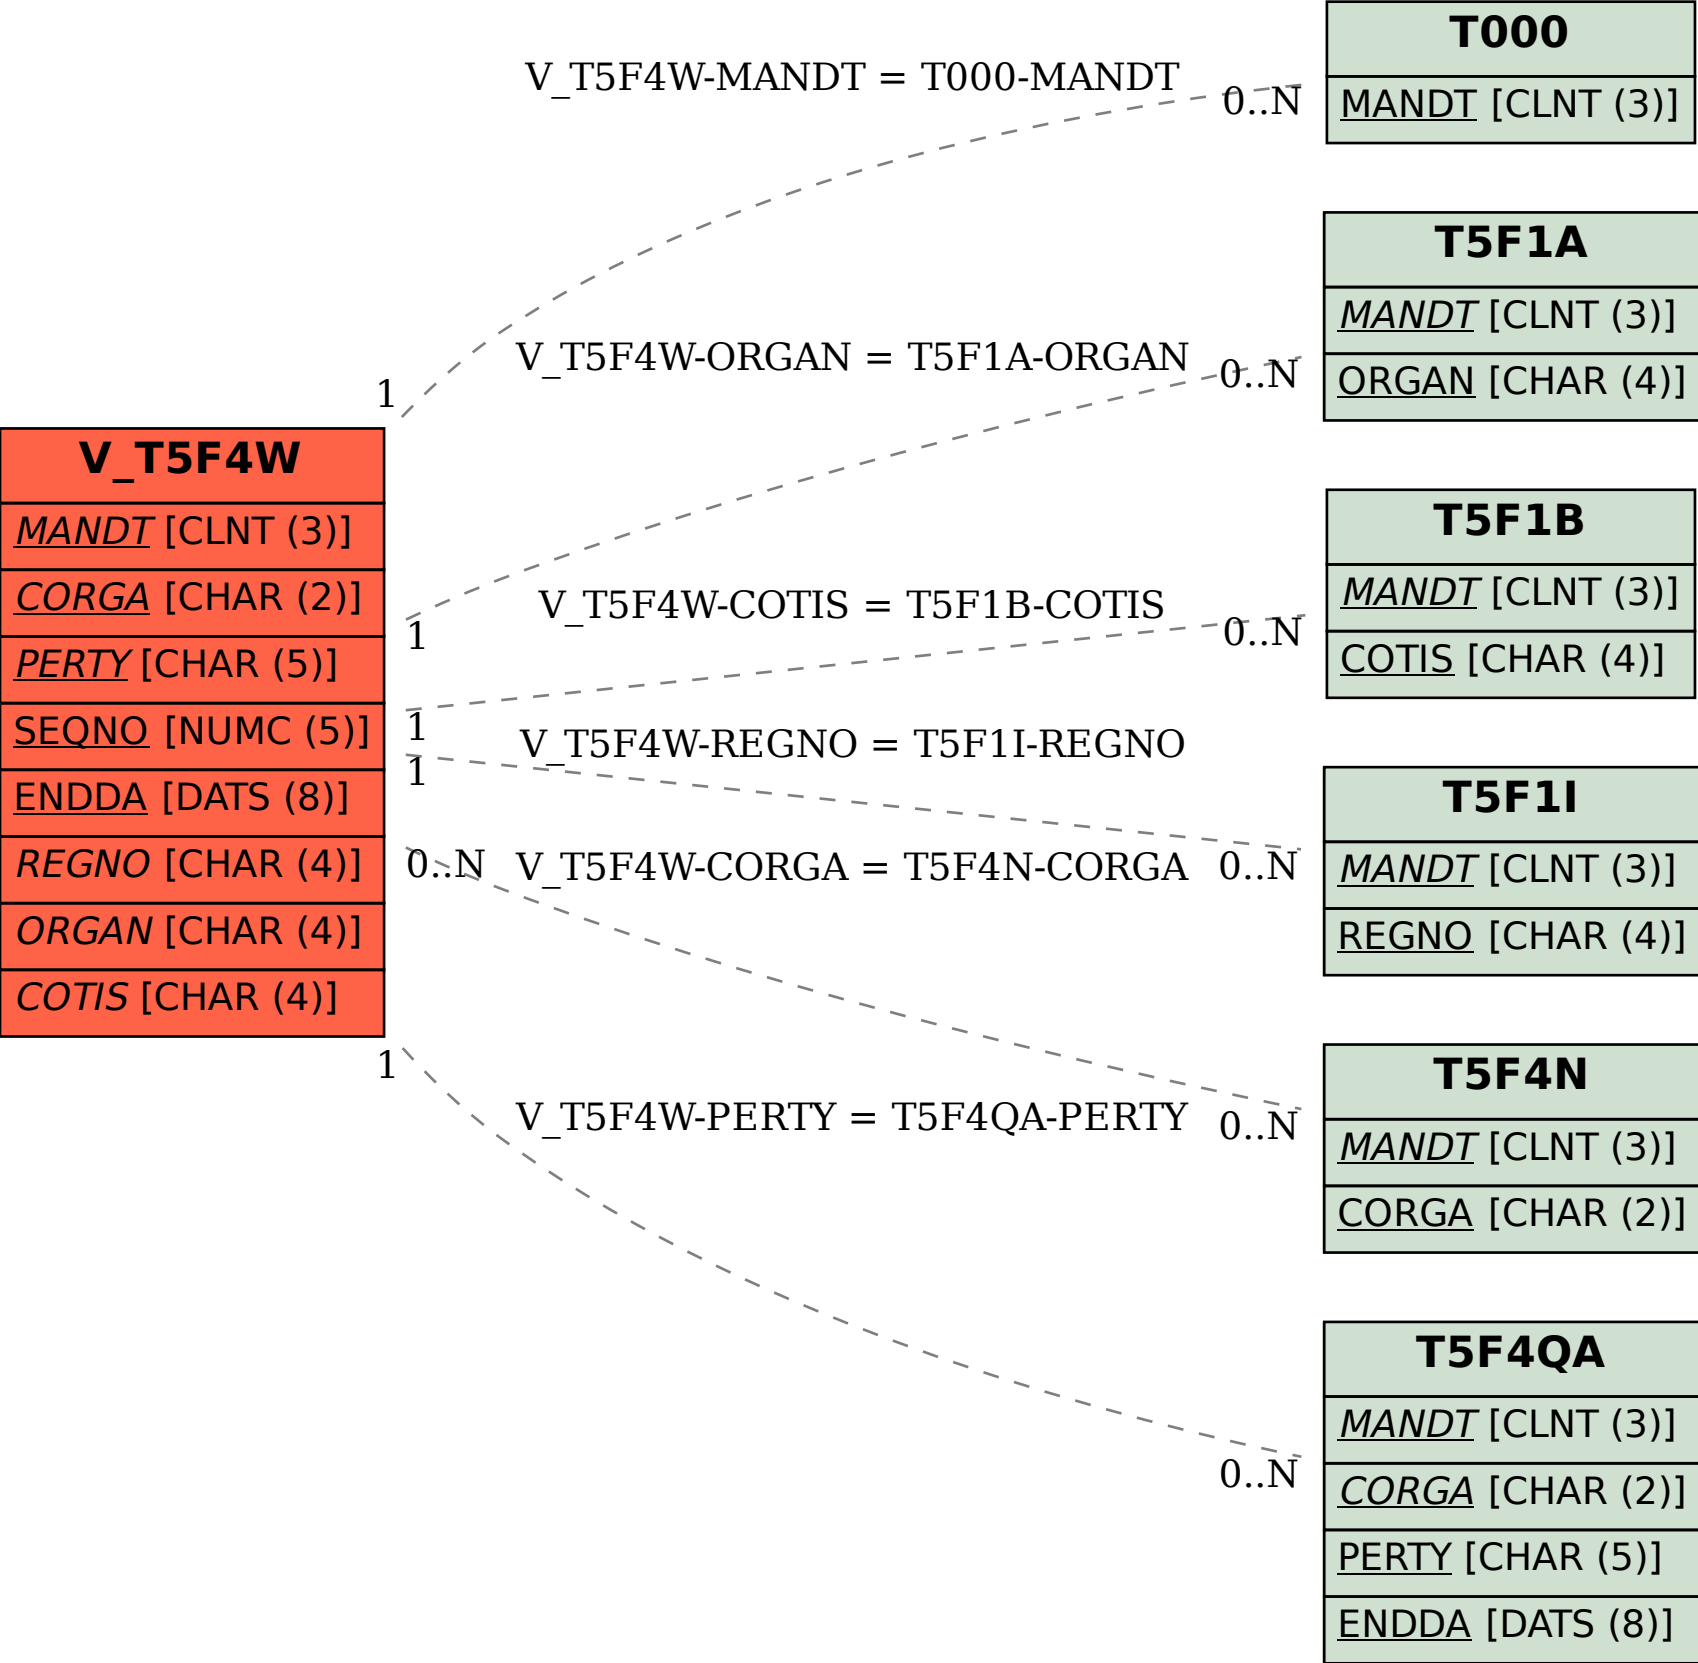 V_T5F4W
MANDT [CLNT (3)]
CORGA [CHAR (2)]
PERTY [CHAR (5)]
SEQNO [NUMC (5)]
ENDDA [DATS (8)]
REGNO [CHAR (4)]
ORGAN [CHAR (4)]
COTIS [CHAR (4)]
V_T5F4W-MANDT = T000-MANDT
1
0..N
V_T5F4W-ORGAN = T5F1A-ORGAN
1
0..N
V_T5F4W-COTIS = T5F1B-COTIS
1
0..N
V_T5F4W-REGNO = T5F1I-REGNO
1
0..N
V_T5F4W-CORGA = T5F4N-CORGA
0..N
0..N
V_T5F4W-PERTY = T5F4QA-PERTY
1
0..N
T000
MANDT [CLNT (3)]
T5F1A
MANDT [CLNT (3)]
ORGAN [CHAR (4)]
T5F1B
MANDT [CLNT (3)]
COTIS [CHAR (4)]
T5F1I
MANDT [CLNT (3)]
REGNO [CHAR (4)]
T5F4N
MANDT [CLNT (3)]
CORGA [CHAR (2)]
T5F4QA
MANDT [CLNT (3)]
CORGA [CHAR (2)]
PERTY [CHAR (5)]
ENDDA [DATS (8)]